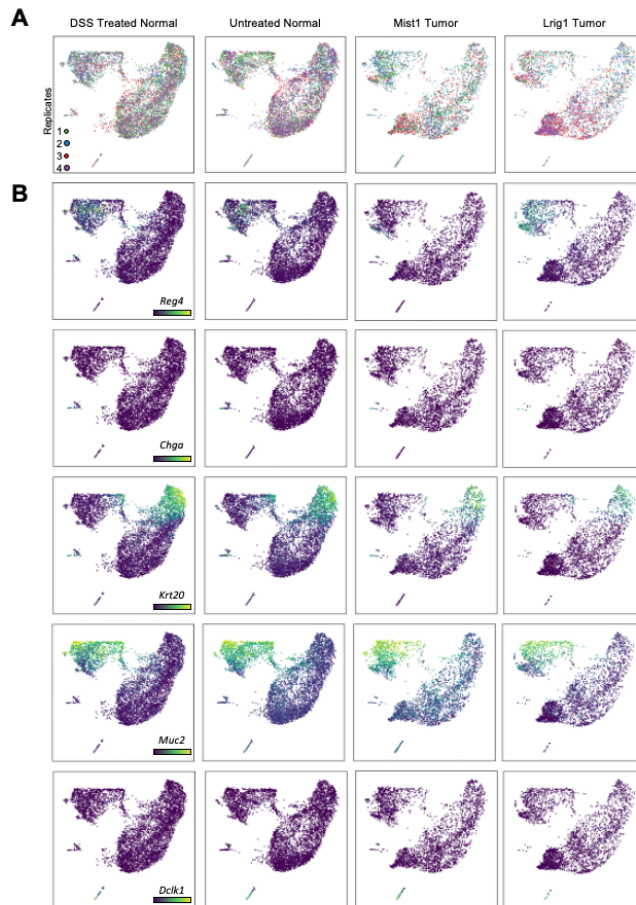 A
DSS Treated Normal
Untreated Normal
Mist1 Tumor
Lrig1 Tumor
Replicates
1
2
3
4
B
Reg4
Chga
Krt20
Muc2
Dclk1